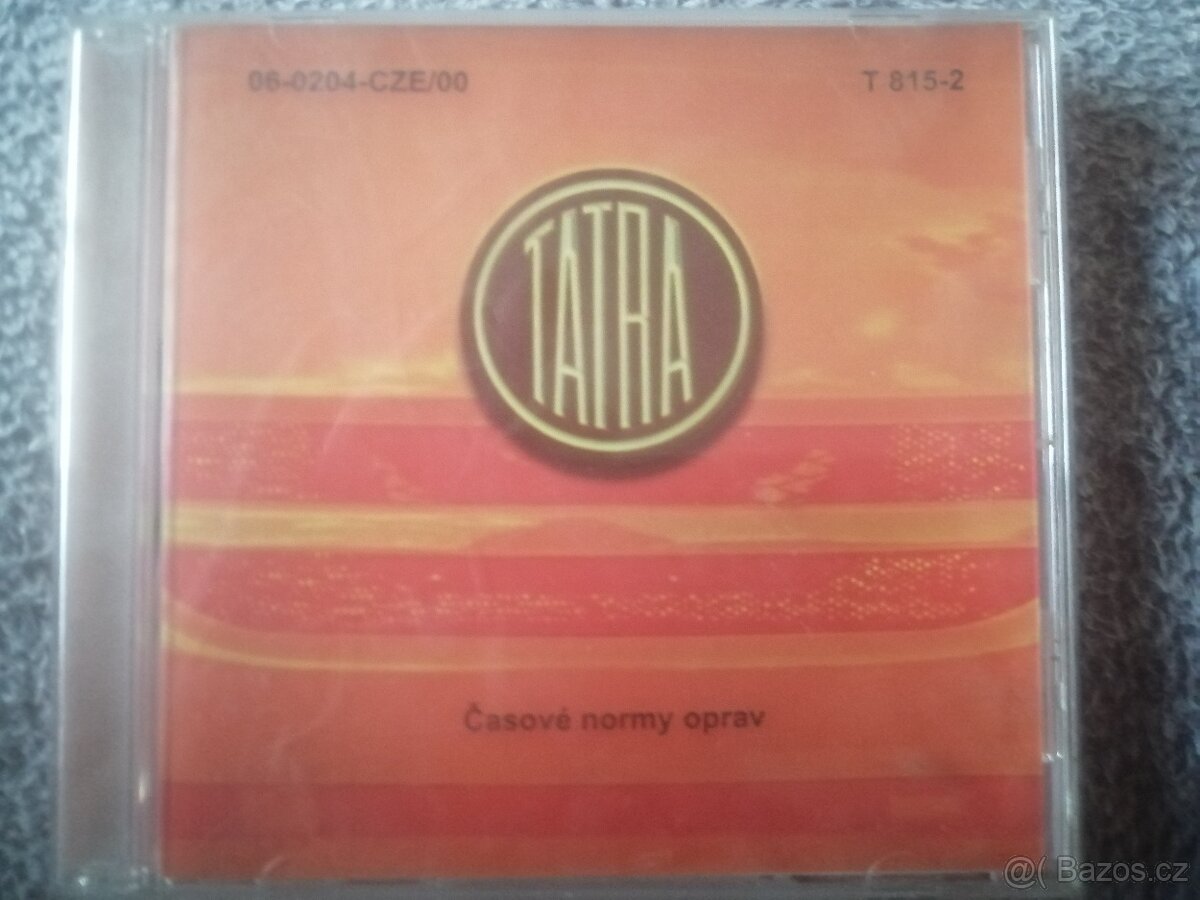 06-0204-CZE/00
T 815-2
TATRA
Časové normy oprav
@( Bazos.cz